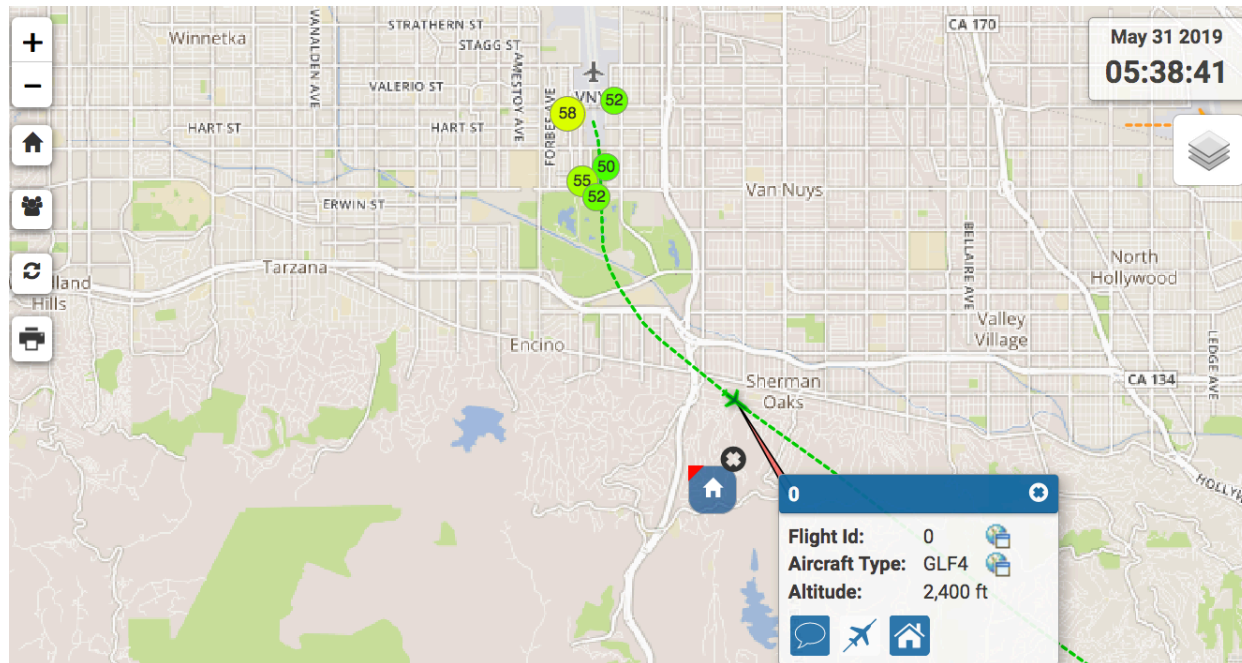 +
−
Winnetka
STRATHERN ST
STAGG ST
VANALDEN AVE
AMESTOY AVE
VALERIO ST
FORBES AVE
HART ST
HART ST
VNY
58
52
50
55
52
CA 170
May 31 2019
05:38:41
Van Nuys
ERWIN ST
BELLAIRE AVE
North
Hollywood
Tarzana
Hills
Valley
Village
LEDGE AVE
Encino
Sherman
Oaks
CA 134
0
Flight Id: 0
Aircraft Type: GLF4
Altitude: 2,400 ft